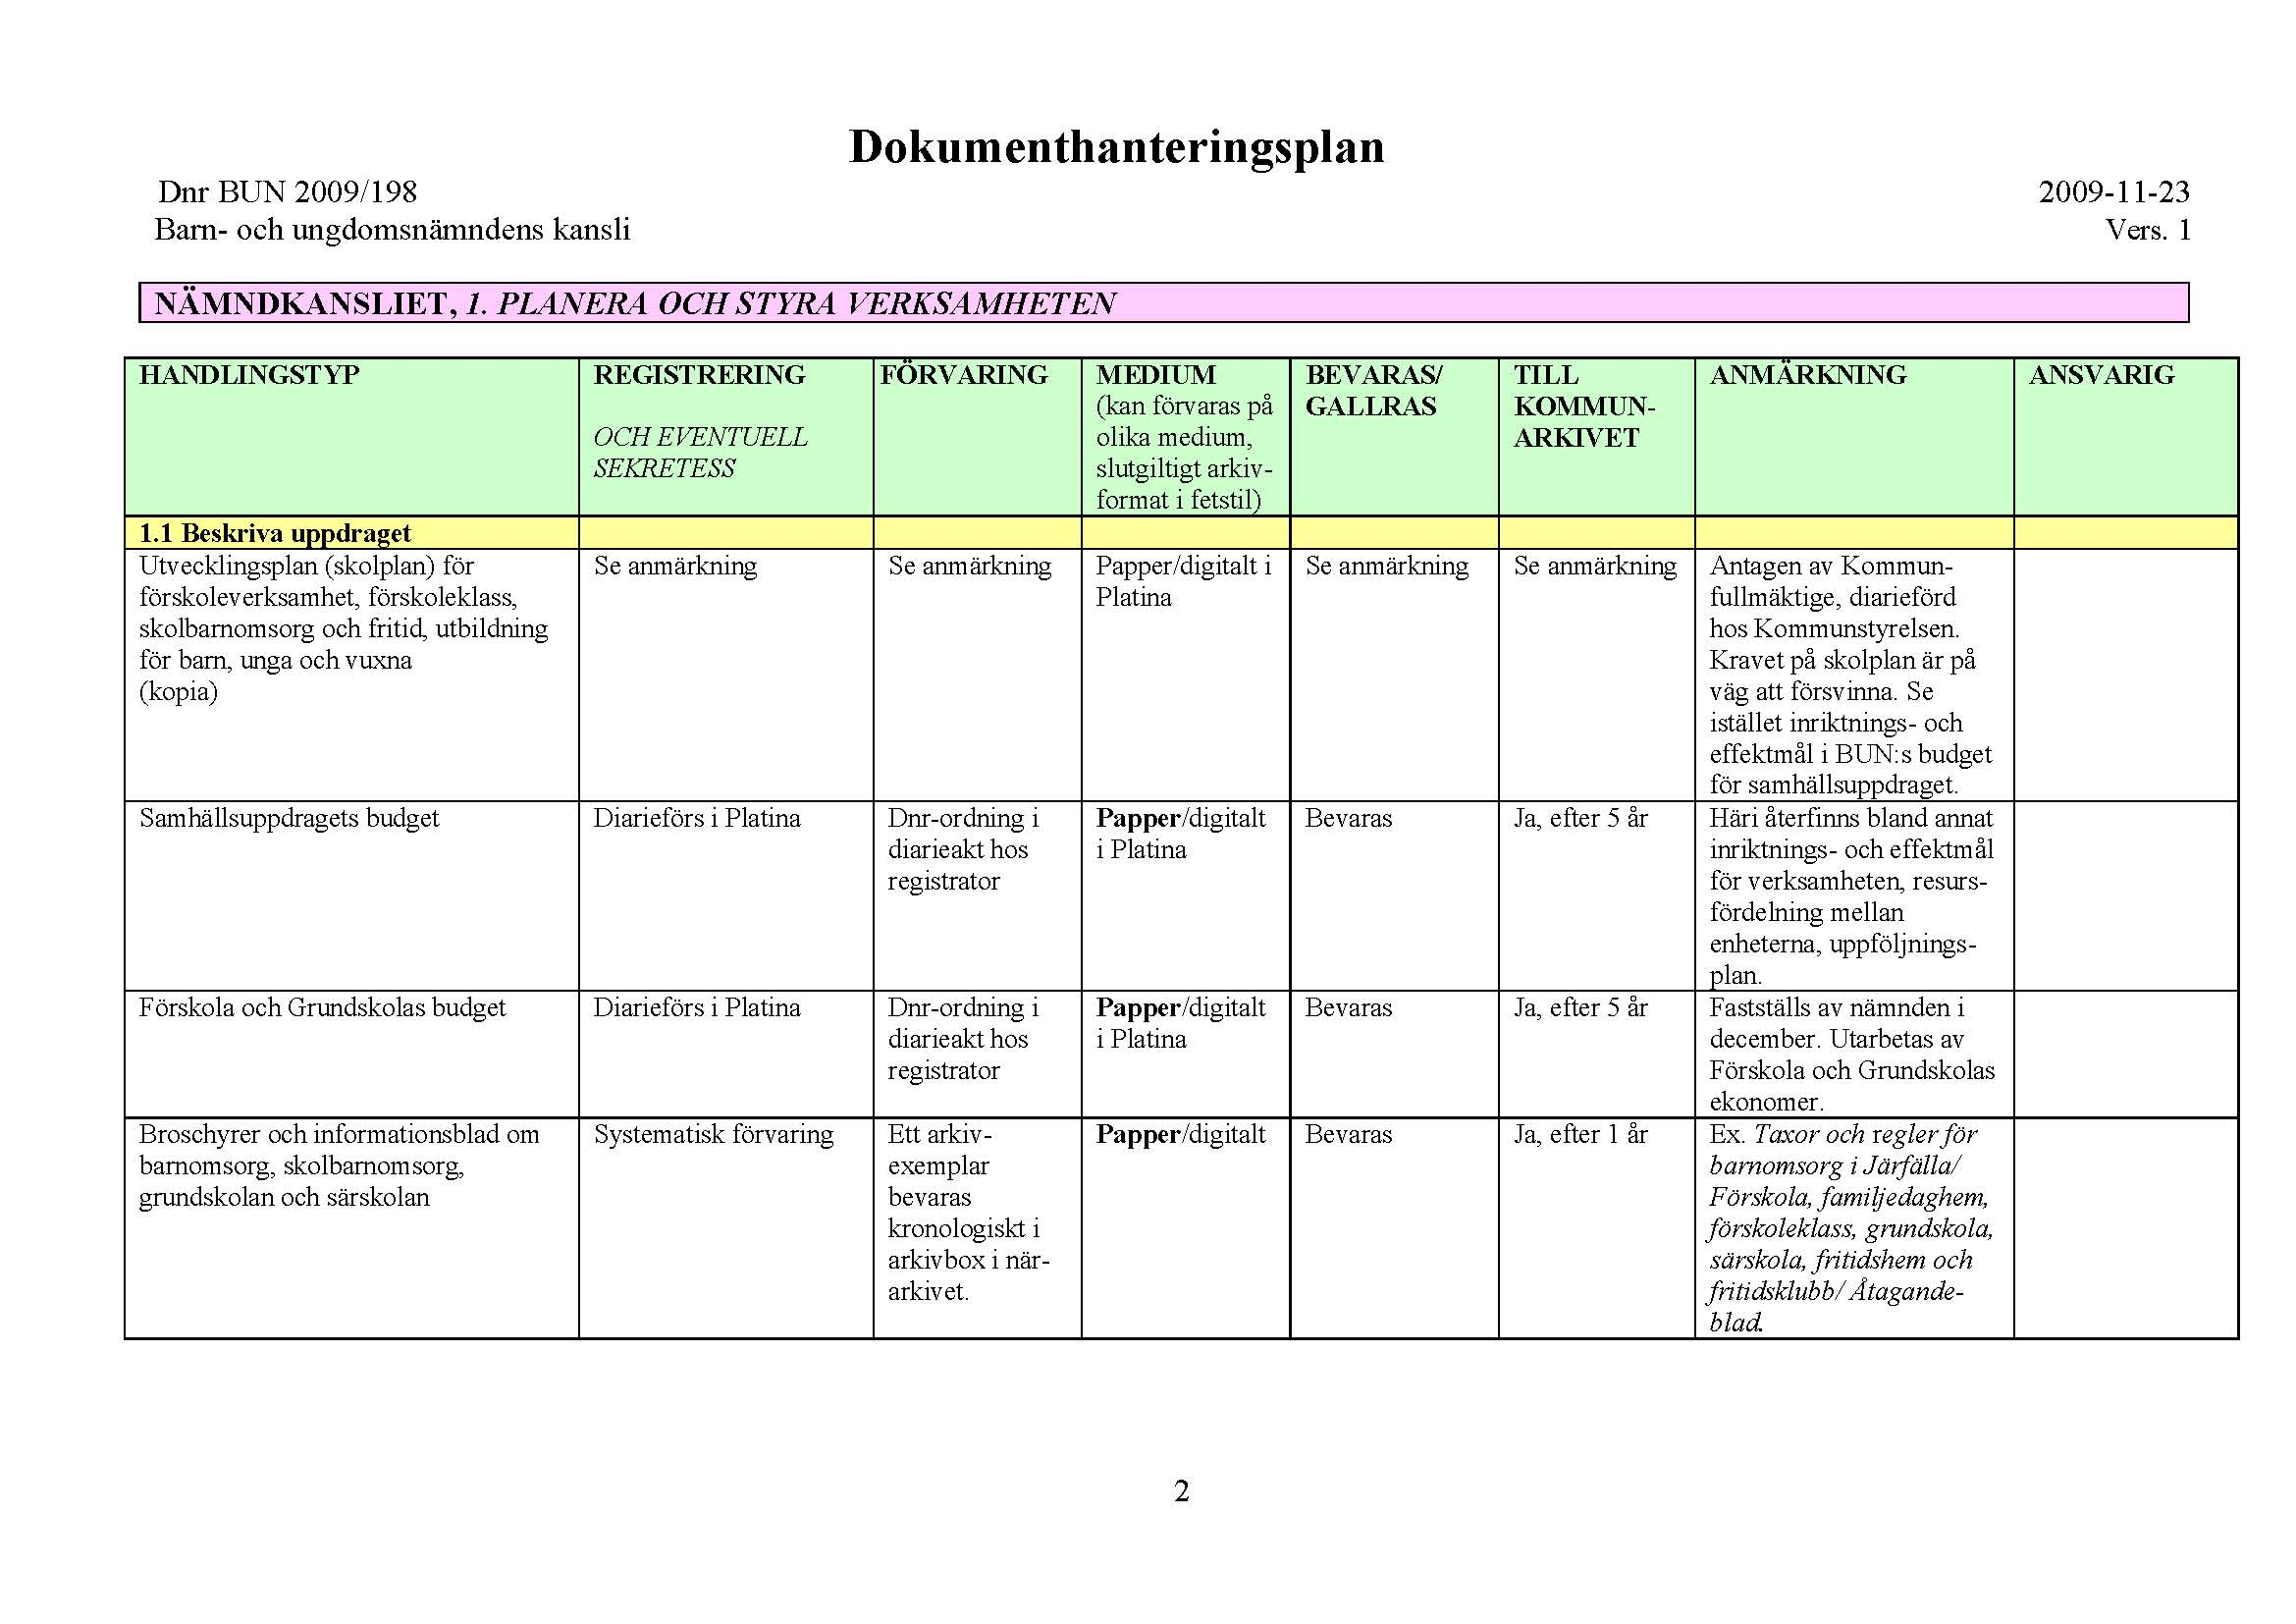 Dokumenthanteringsplan
Dnr BUN 2009/198
2009-11-23
Barn- och ungdomsnämndens kansli
Vers. 1
NÄMNDKANSLIET, 1. PLANERA OCH STYRA VERKSAMHETEN
HANDLINGSTYP
REGISTRERING
OCH EVENTUELL
SEKRETESS
FÖRVARING
MEDIUM
(kan förvaras på
olika medium,
slutgiltigt arkiv-
format i fetstil)
BEVARAS/
GALLRAS
TILL
KOMMUN-
ARKIVET
ANMÄRKNING
ANSVARIG
1.1 Beskriva uppdraget
Utvecklingsplan (skolplan) för
förskoleverksamhet, förskoleklass,
skolbarnomsorg och fritid, utbildning
för barn, unga och vuxna
(kopia)
Se anmärkning
Se anmärkning
Papper/digitalt i
Platina
Se anmärkning
Se anmärkning
Antagen av Kommun-
fullmäktige, diarieförd
hos Kommunstyrelsen.
Kravet på skolplan är på
väg att försvinna. Se
istället inriktnings- och
effektmål i BUN:s budget
för samhällsuppdraget.
Samhällsuppdragets budget
Diarieförs i Platina
Dnr-ordning i
diarieakt hos
registrator
Papper/digitalt
i Platina
Bevaras
Ja, efter 5 år
Häri återfinns bland annat
inriktnings- och effektmål
för verksamheten, resurs-
fördelning mellan
enheterna, uppföljnings-
plan.
Förskola och Grundskolas budget
Diarieförs i Platina
Dnr-ordning i
diarieakt hos
registrator
Papper/digitalt
i Platina
Bevaras
Ja, efter 5 år
Fastställs av nämnden i
december. Utarbetas av
Förskola och Grundskolas
ekonomer.
Broschyrer och informationsblad om
barnomsorg, skolbarnomsorg,
grundskolan och särskolan
Systematisk förvaring
Ett arkiv-
exemplar
bevaras
kronologiskt i
arkivbox i när-
arkivet.
Papper/digitalt
Bevaras
Ja, efter 1 år
Ex. Taxor och regler för
barnomsorg i Järfälla/
Förskola, familjedaghem,
förskoleklass, grundskola,
särskola, fritidshem och
fritidsklubb/ Åtagande-
blad.
2